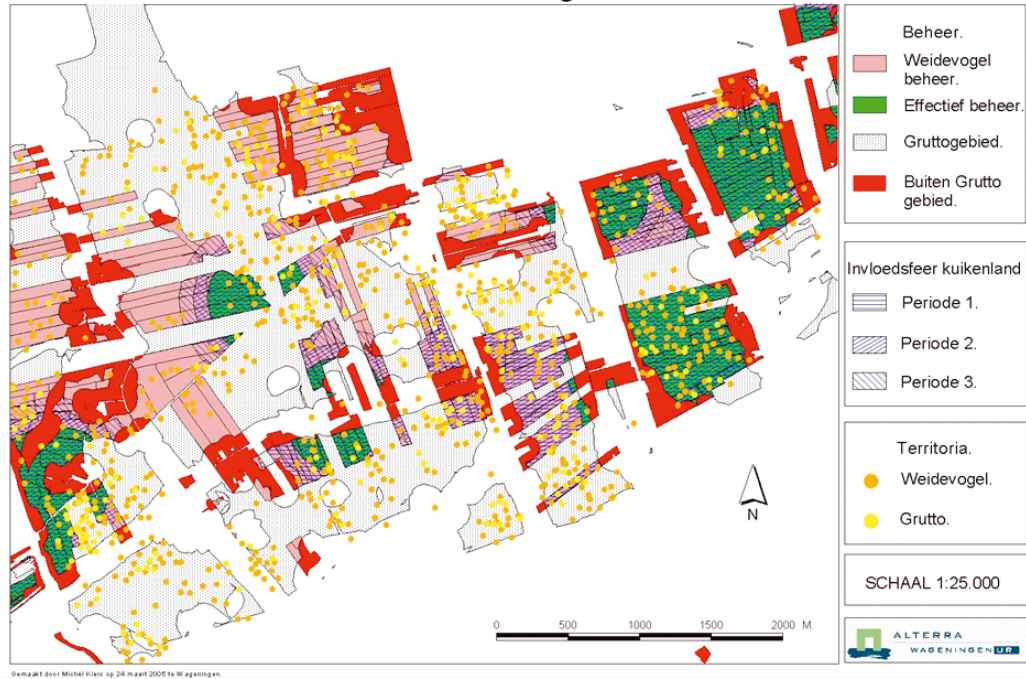 Beheer.
Weidevogel
beheer.
Effectief beheer.
Gruttogebied.
Buiten Grutto
gebied.
Invloedsfeer kuikenland
Periode 1.
Periode 2.
Periode 3.
Territoria.
Weidevogel.
Grutto.
N
SCHAAL 1:25.000
0 500 1000 1500 2000 M.
ALTERRA
WAGENINGEN UR
Gemaakt door Michel Kiers op 24 maart 2005 te Wageningen.